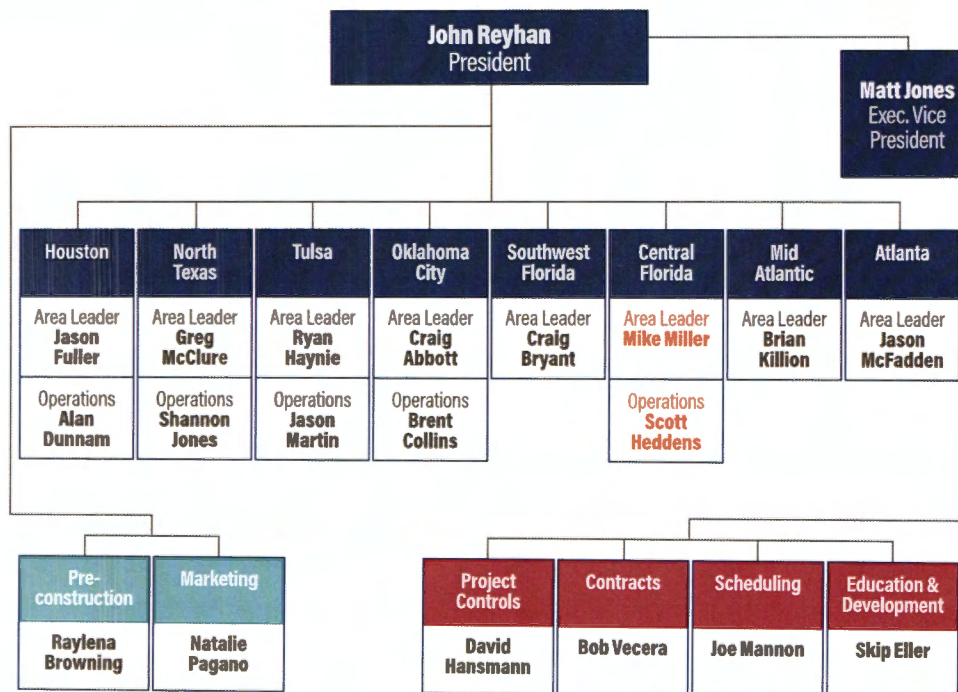 John Reyhan
President
Matt Jones
Exec. Vice
President
Houston
North
Texas
Tulsa
Oklahoma
City
Southwest
Florida
Central
Florida
Mid
Atlantic
Atlanta
Area Leader
Jason
Fuller
Area Leader
Greg
McClure
Area Leader
Ryan
Haynie
Area Leader
Craig
Abbott
Area Leader
Craig
Bryant
Area Leader
Mike Miller
Area Leader
Brian
Killion
Area Leader
Jason
McFadden
Operations
Alan
Dunnam
Operations
Shannon
Jones
Operations
Jason
Martin
Operations
Brent
Collins
Operations
Scott
Heddens
Pre-
construction
Marketing
Raylena
Browning
Natalie
Pagano
Project
Controls
Contracts
Scheduling
Education &
Development
David
Hansmann
Bob Vecera
Joe Mannon
Skip Eller